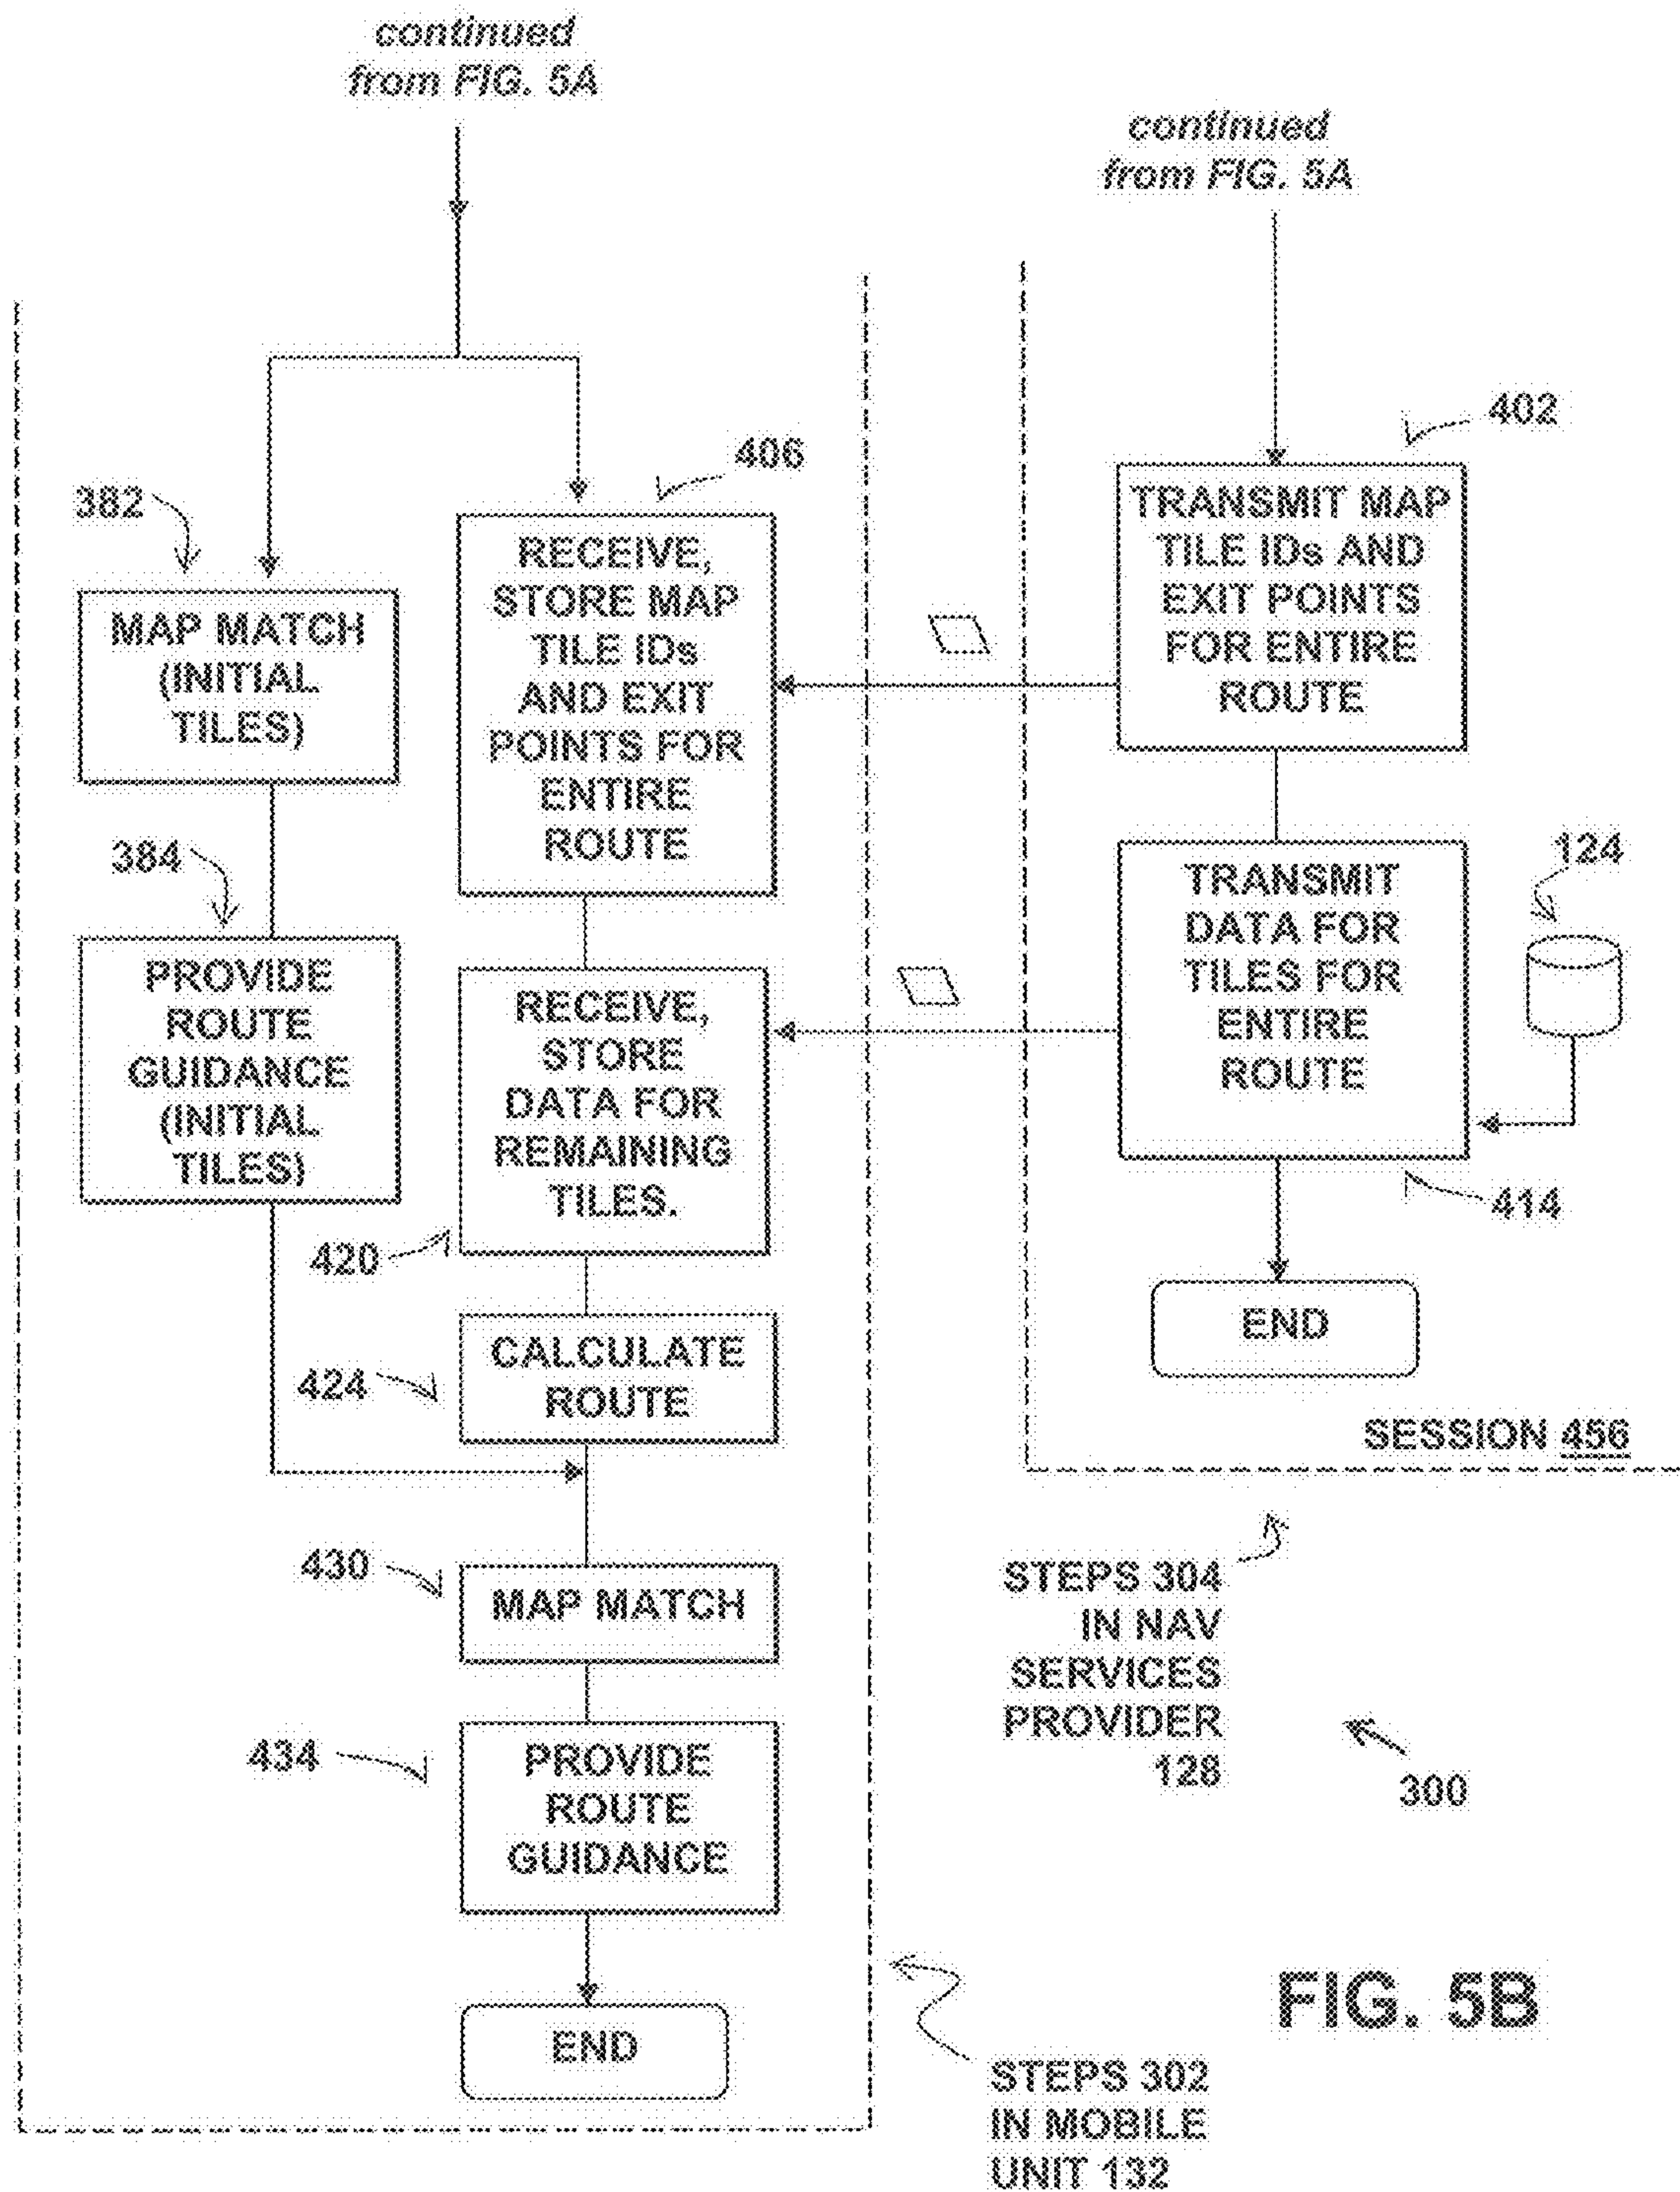 continued
from FIG. 5A
continued
from FIG. 5A
402
406
382
TRANSMIT MAP
TILE IDs AND
EXIT POINTS
FOR ENTIRE
ROUTE
RECEIVE,
STORE MAP
TILE IDs
AND EXIT
POINTS FOR
ENTIRE
ROUTE
MAP MATCH
(INITIAL
TILES)
384
124
TRANSMIT
DATA FOR
TILES FOR
ENTIRE
ROUTE
PROVIDE
ROUTE
GUIDANCE
(INITIAL
TILES)
RECEIVE,
STORE
DATA FOR
REMAINING
TILES.
414
420
END
CALCULATE
ROUTE
424
SESSION 456
430
MAP MATCH
STEPS 304
IN NAV
SERVICES
PROVIDER
128
300
434
PROVIDE
ROUTE
GUIDANCE
FIG. 5B
END
STEPS 302
IN MOBILE
UNIT 132